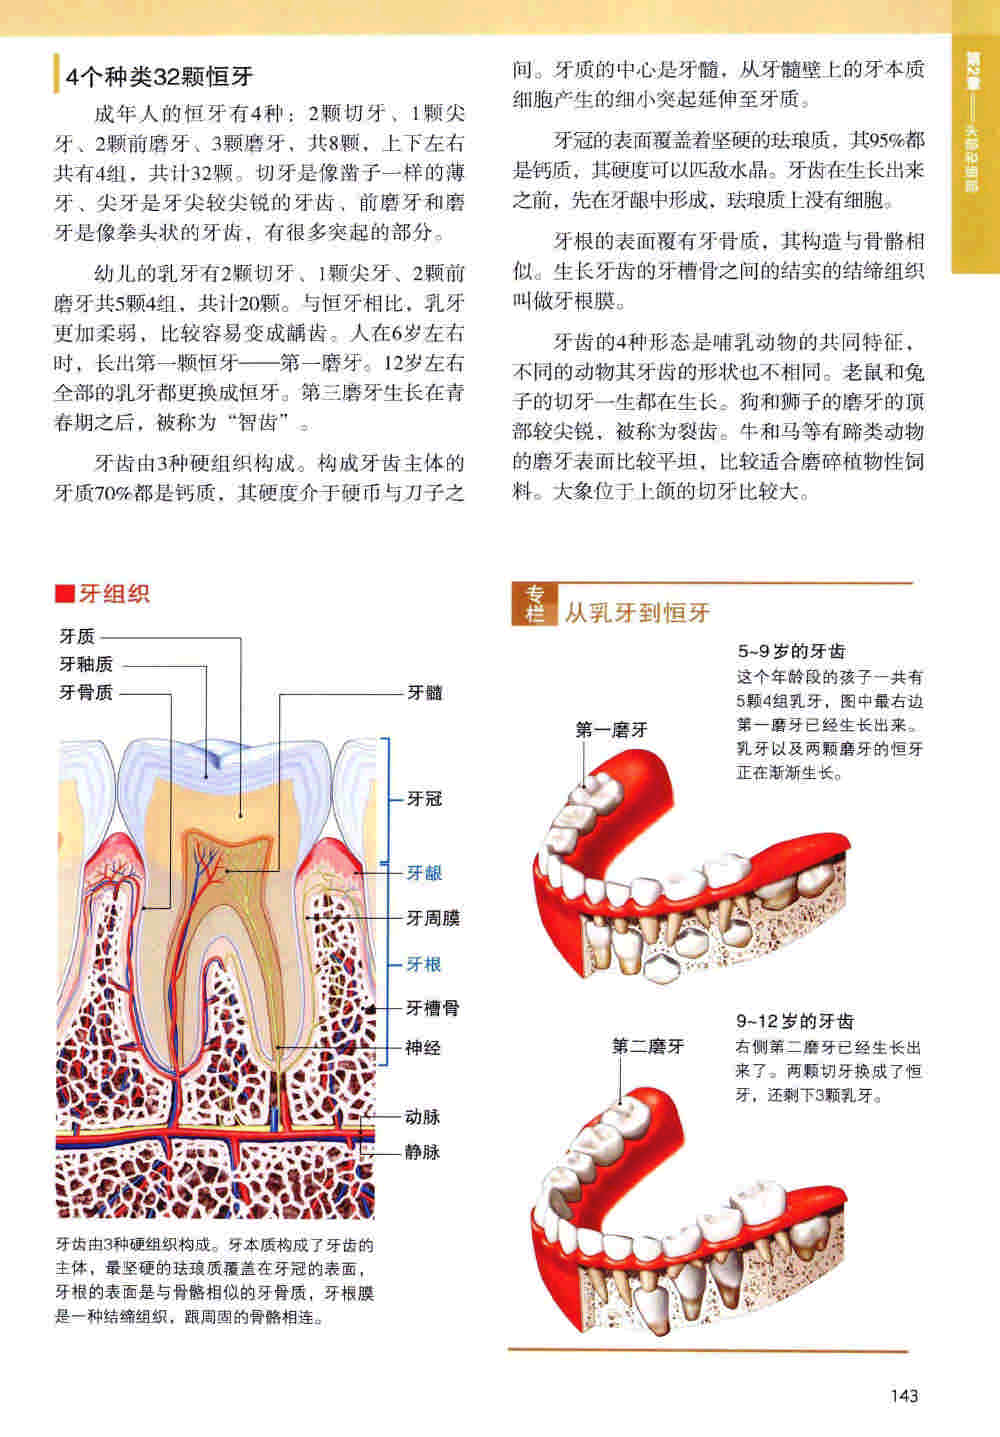 4个种类32颗恒牙
成年人的恒牙有4种：2颗切牙、1颗尖
牙、2颗前磨牙、3颗磨牙，共8颗，上下左右
共有4组，共计32颗。切牙是像凿子一样的薄
牙、尖牙是牙尖较尖锐的牙齿、前磨牙和磨
牙是像拳头状的牙齿，有很多突起的部分。
幼儿的乳牙有2颗切牙、1颗尖牙、2颗前
磨牙共5颗4组，共计20颗。与恒牙相比，乳牙
更加柔弱，比较容易变成龋齿。人在6岁左右
时，长出第一颗恒牙——第一磨牙。12岁左右
全部的乳牙都更换成恒牙。第三磨牙生长在青
春期之后，被称为“智齿”。
牙齿由3种硬组织构成。构成牙齿主体的
牙质70%都是钙质，其硬度介于硬币与刀子之
间。牙质的中心是牙髓，从牙髓壁上的牙本质
细胞产生的细小突起延伸至牙质。
牙冠的表面覆盖着坚硬的珐琅质，其95%都
是钙质，其硬度可以匹敌水晶。牙齿在生长出来
之前，先在牙龈中形成，珐琅质上没有细胞。
牙根的表面覆有牙骨质，其构造与骨骼相
似。生长牙齿的牙槽骨之间的结实的结缔组织
叫做牙根膜。
牙齿的4种形态是哺乳动物的共同特征，
不同的动物其牙齿的形状也不相同。老鼠和兔
子的切牙一生都在生长。狗和狮子的磨牙的顶
部较尖锐，被称为裂齿。牛和马等有蹄类动物
的磨牙表面比较平坦，比较适合磨碎植物性饲
料。大象位于上颌的切牙比较大。
第2章——头部和面部
牙组织
牙质
牙釉质
牙骨质
牙髓
牙冠
牙龈
牙周膜
牙根
牙槽骨
神经
动脉
静脉
牙齿由3种硬组织构成。牙本质构成了牙齿的
主体，最坚硬的珐琅质覆盖在牙冠的表面，
牙根的表面是与骨骼相似的牙骨质，牙根膜
是一种结缔组织，跟周围的骨骼相连。
专栏
从乳牙到恒牙
5~9岁的牙齿
这个年龄段的孩子一共有
5颗4组乳牙，图中最右边
第一磨牙已经生长出来。
乳牙以及两颗磨牙的恒牙
正在渐渐生长。
第一磨牙
9~12岁的牙齿
右侧第二磨牙已经生长出
来了。两颗切牙换成了恒
牙，还剩下3颗乳牙。
第二磨牙
143